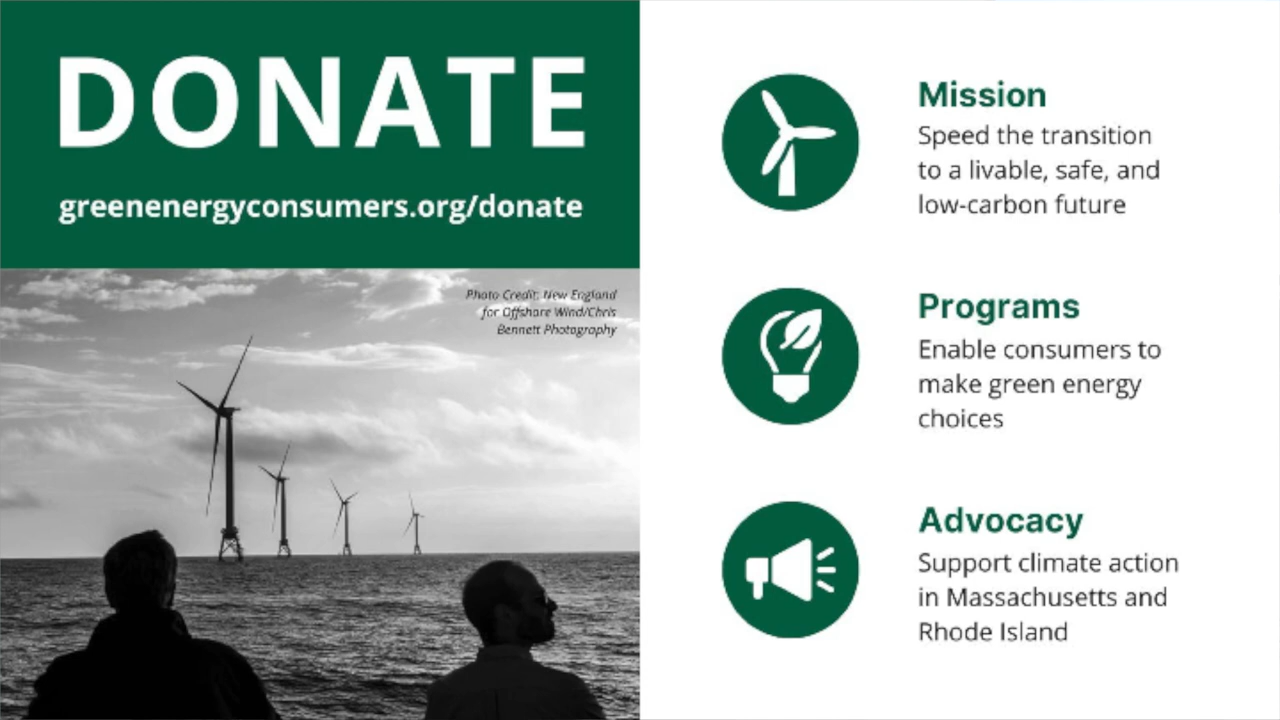 DONATE
greenenergyconsumers.org/donate
Photo Credit: New England
for Offshore Wind/Chris
Bennett Photography
Mission
Speed the transition
to a livable, safe, and
low-carbon future
Programs
Enable consumers to
make green energy
choices
Advocacy
Support climate action
in Massachusetts and
Rhode Island